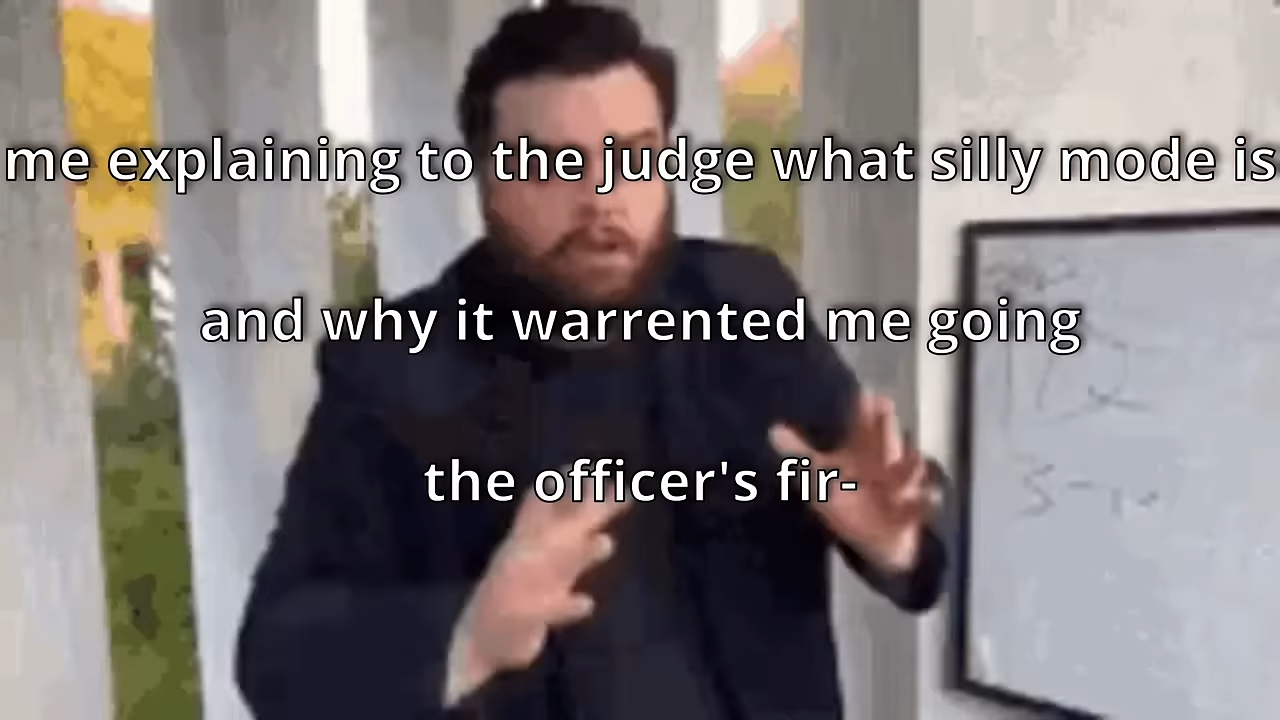 me explaining to the judge what silly mode is
and why it warrented me going
the officer's fir-